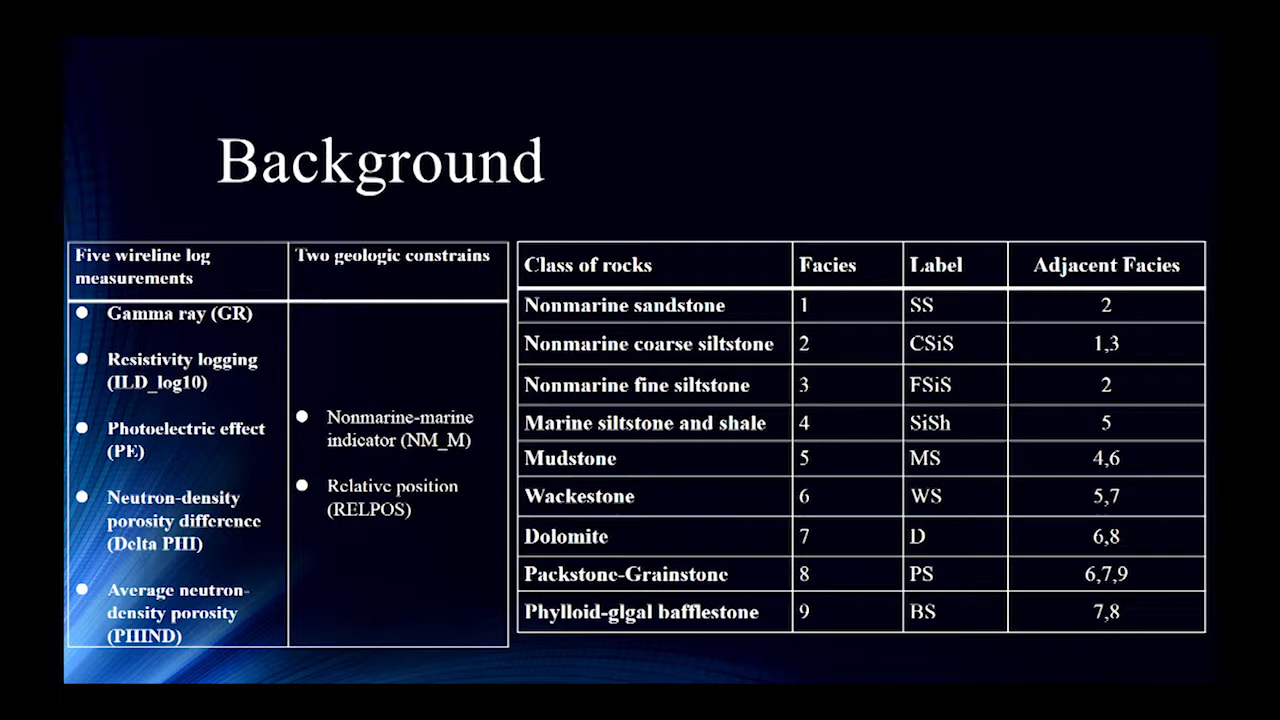 Background
Five wireline log
measurements
Two geologic constrains
Gamma ray (GR)
Resistivity logging
(ILD_log10)
Photoelectric effect
(PE)
Neutron-density
porosity difference
(Delta PHI)
Average neutron-
density porosity
(PHIND)
Nonmarine-marine
indicator (NM_M)
Relative position
(RELPOS)
Class of rocks Facies Label Adjacent Facies
Nonmarine sandstone 1 SS 2
Nonmarine coarse siltstone 2 CSiS 1,3
Nonmarine fine siltstone 3 FSiS 2
Marine siltstone and shale 4 SiSh 5
Mudstone 5 MS 4,6
Wackestone 6 WS 5,7
Dolomite 7 D 6,8
Packstone-Grainstone 8 PS 6,7,9
Phylloid-glgal bafflestone 9 BS 7,8